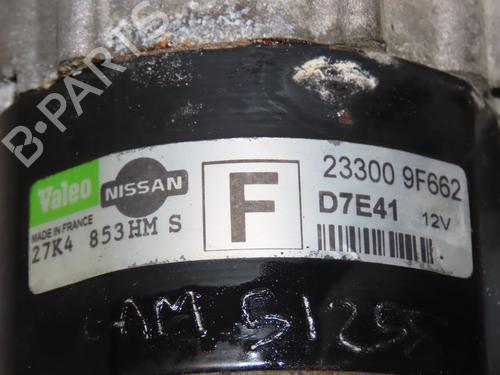 B-PARTS
Valeo
NISSAN
F
23300 9F662
D7E41 12V
MADE IN FRANCE
27K4 853HM S